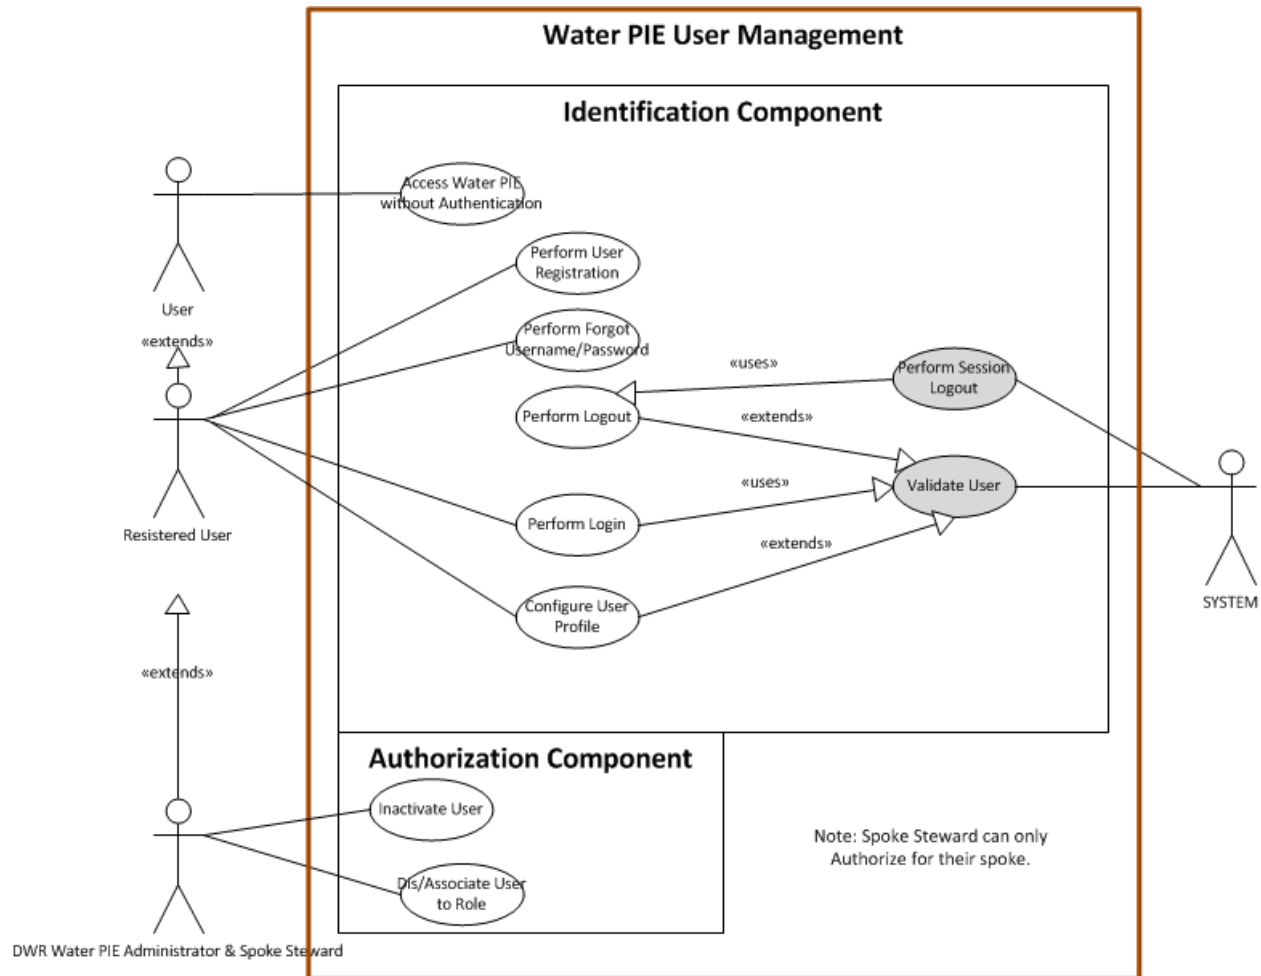 Water PIE User Management
Identification Component
Access Water PIE
without Authentication
Perform User
Registration
User
«extends»
Perform Forgot
Username/Password
«uses»
Perform Session
Logout
Perform Logout
«extends»
«uses»
Validate User
Resistered User
Perform Login
«extends»
Configure User
Profile
SYSTEM
«extends»
Authorization Component
Inactivate User
Note: Spoke Steward can only
Authorize for their spoke.
Dis/Associate User
to Role
DWR Water PIE Administrator & Spoke Steward